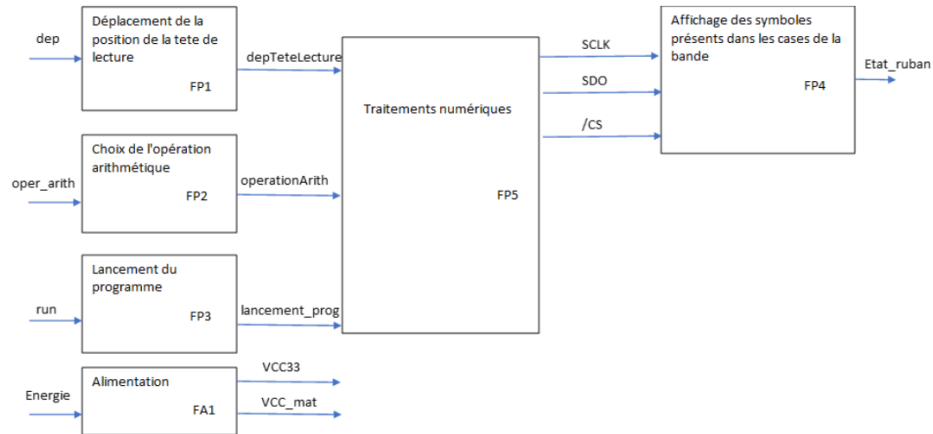 dep
Déplacement de la
position de la tete de
lecture
FP1
depTeteLecture
oper_arith
Choix de l'opération
arithmétique
FP2
operationArith
run
Lancement du
programme
FP3
lancement_prog
Energie
Alimentation
FA1
VCC33
VCC_mat
Traitements numériques
FP5
SCLK
SDO
/CS
Affichage des symboles
présents dans les cases de la
bande
FP4
Etat_ruban